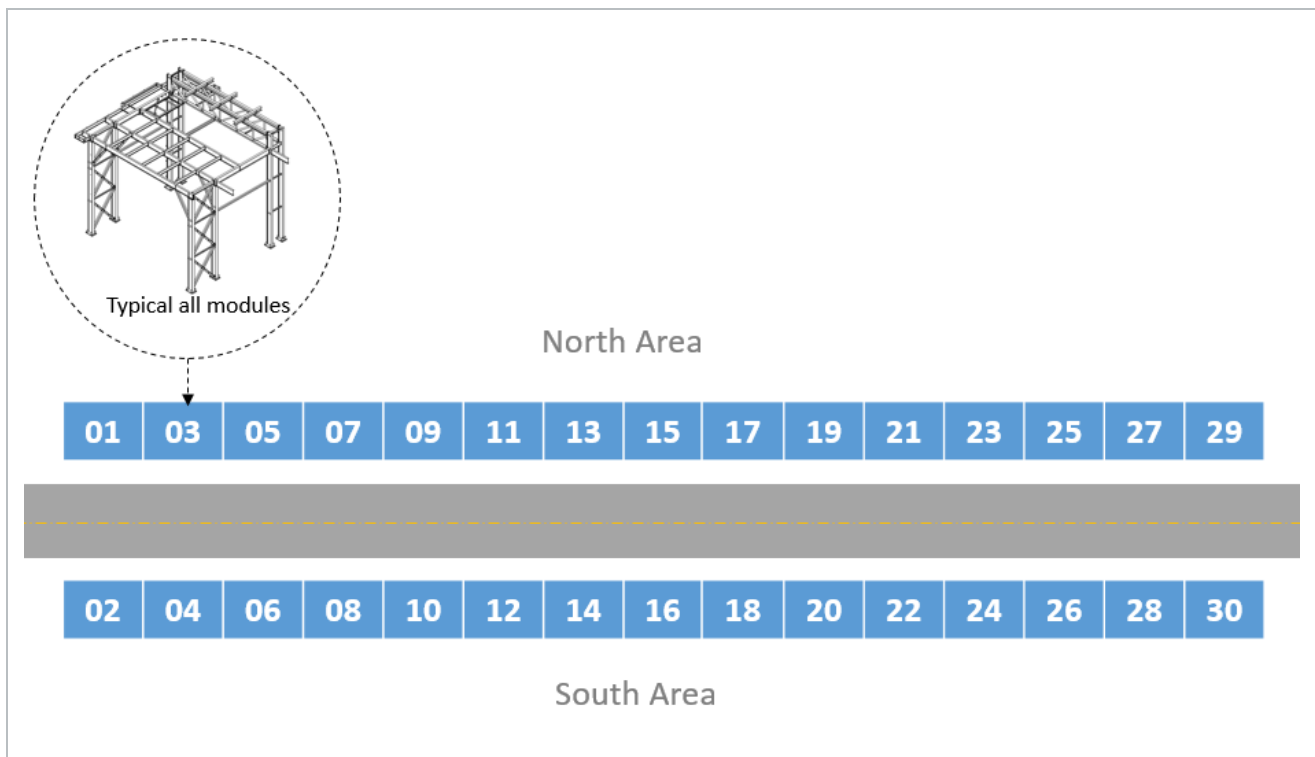 Typical all modules
North Area
01 03 05 07 09 11 13 15 17 19 21 23 25 27 29
02 04 06 08 10 12 14 16 18 20 22 24 26 28 30
South Area